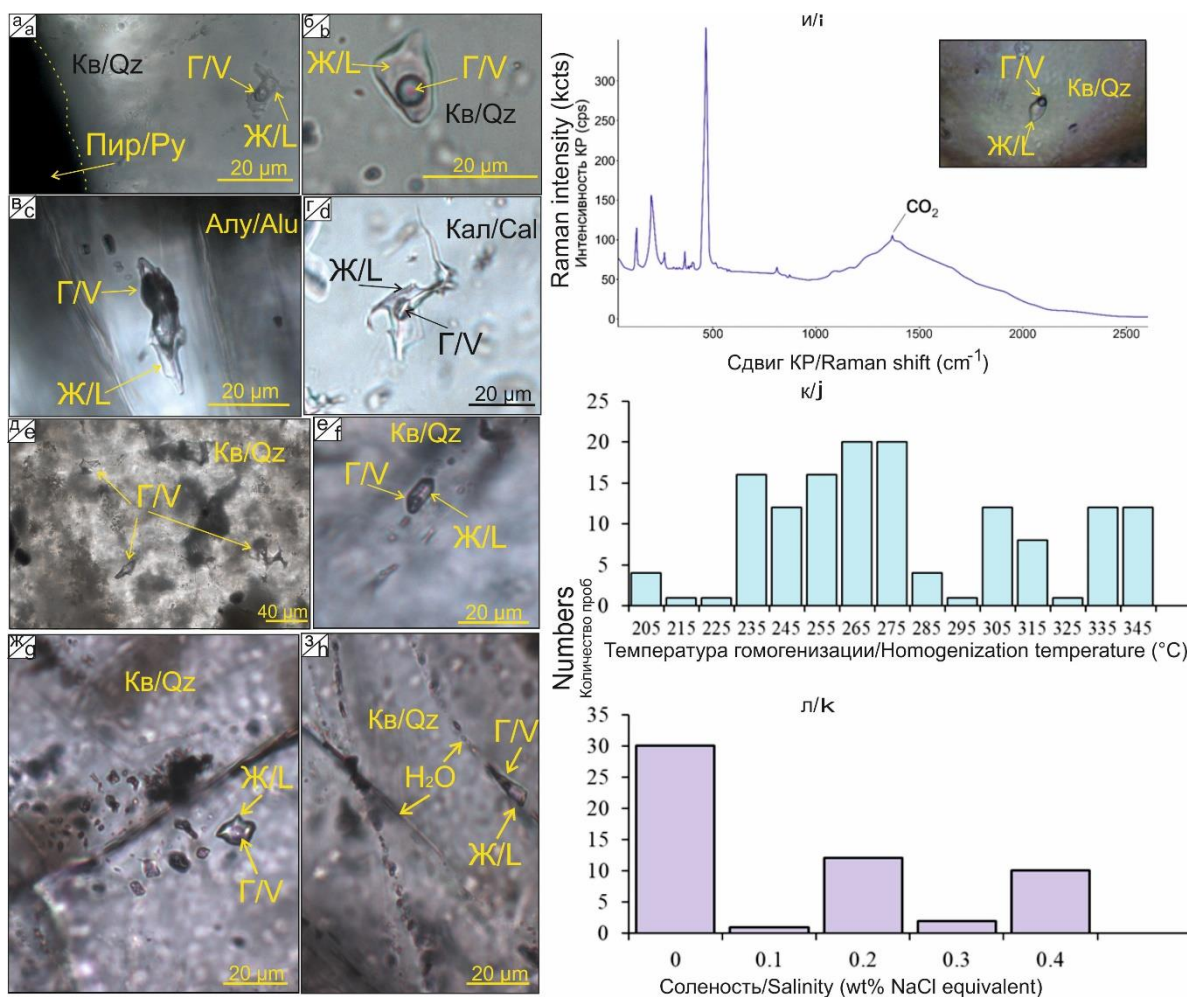 а/a
Кв/Qz
Г/V
Ж/L
Пир/Py
20 µm
б/b
Ж/L
Г/V
Кв/Qz
20 µm
в/c
Алу/Alu
Г/V
Ж/L
20 µm
г/d
Кал/Cal
Ж/L
Г/V
20 µm
д/e
Кв/Qz
Г/V
40 µm
е/f
Кв/Qz
Г/V
Ж/L
20 µm
ж/g
Кв/Qz
Ж/L
Г/V
20 µm
з/h
Кв/Qz
Г/V
H₂O
Ж/L
20 µm
и/i
Raman intensity (kcts)
Интенсивность КР (cps)
300
250
200
150
100
50
0
CO₂
Г/V
Кв/Qz
Ж/L
500 1000 1500 2000 2500
Сдвиг КР/Raman shift (cm⁻¹)
к/j
25
20
15
10
5
0
205 215 225 235 245 255 265 275 285 295 305 315 325 335 345
Температура гомогенизации/Homogenization temperature (°C)
Numbers
Количество проб
л/k
35
30
25
20
15
10
5
0
0 0.1 0.2 0.3 0.4
Соленость/Salinity (wt% NaCl equivalent)